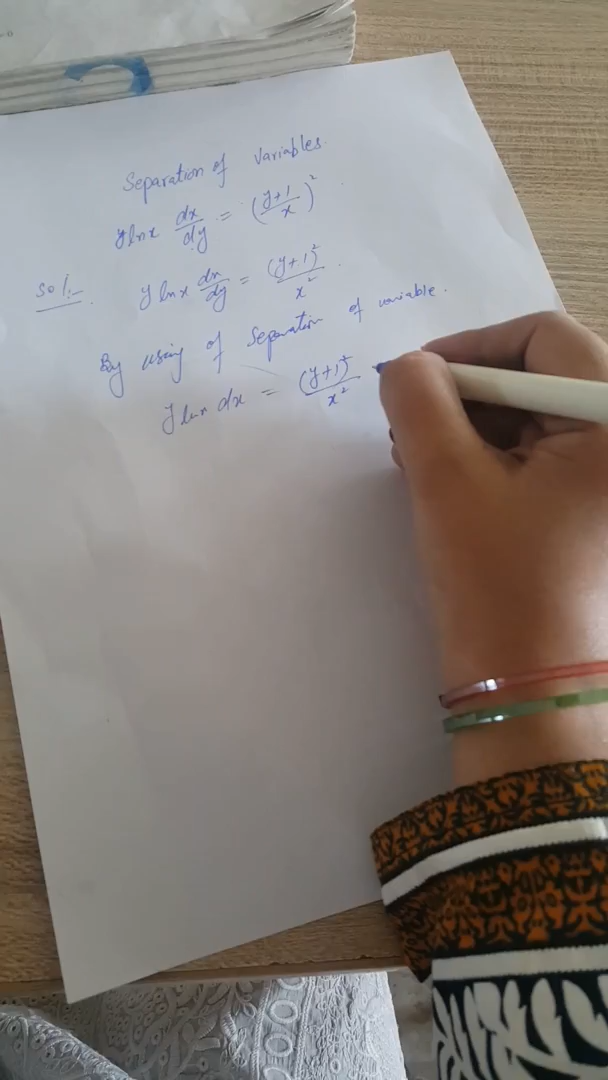 Separation of Variables.
y ln x dx/dy = (y+1/x)²
Sol:- y ln x dx/dy = (y+1)²/x².
By using of Separation of variable.
y ln x dx = (y+1)²/x²